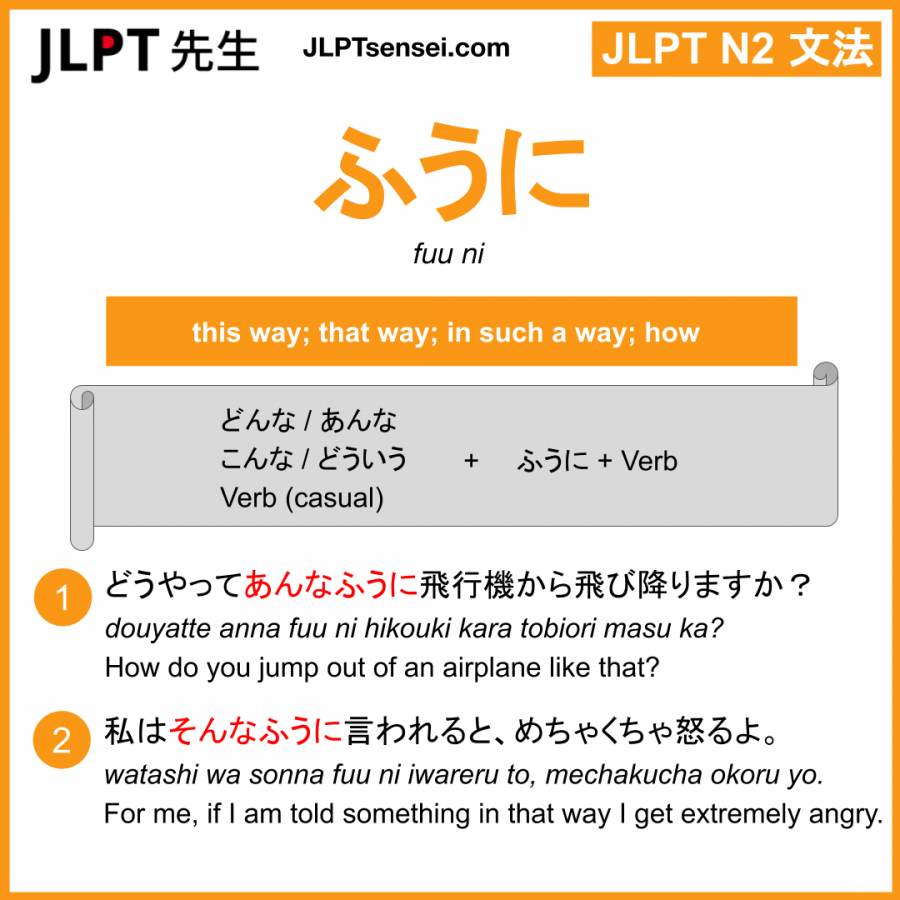 JLPT 先生
JLPTsensei.com
JLPT N2 文法
ふうに
fuu ni
this way; that way; in such a way; how
どんな / あんな
こんな / どういう + ふうに + Verb
Verb (casual)
1 どうやってあんなふうに飛行機から飛び降りますか？
douyatte anna fuu ni hikouki kara tobiori masu ka?
How do you jump out of an airplane like that?
2 私はそんなふうに言われると、めちゃくちゃ怒るよ。
watashi wa sonna fuu ni iwareru to, mechakucha okoru yo.
For me, if I am told something in that way I get extremely angry.